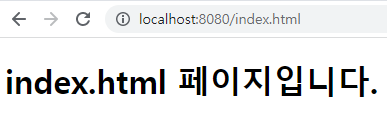 localhost:8080/index.html
index.html 페이지입니다.